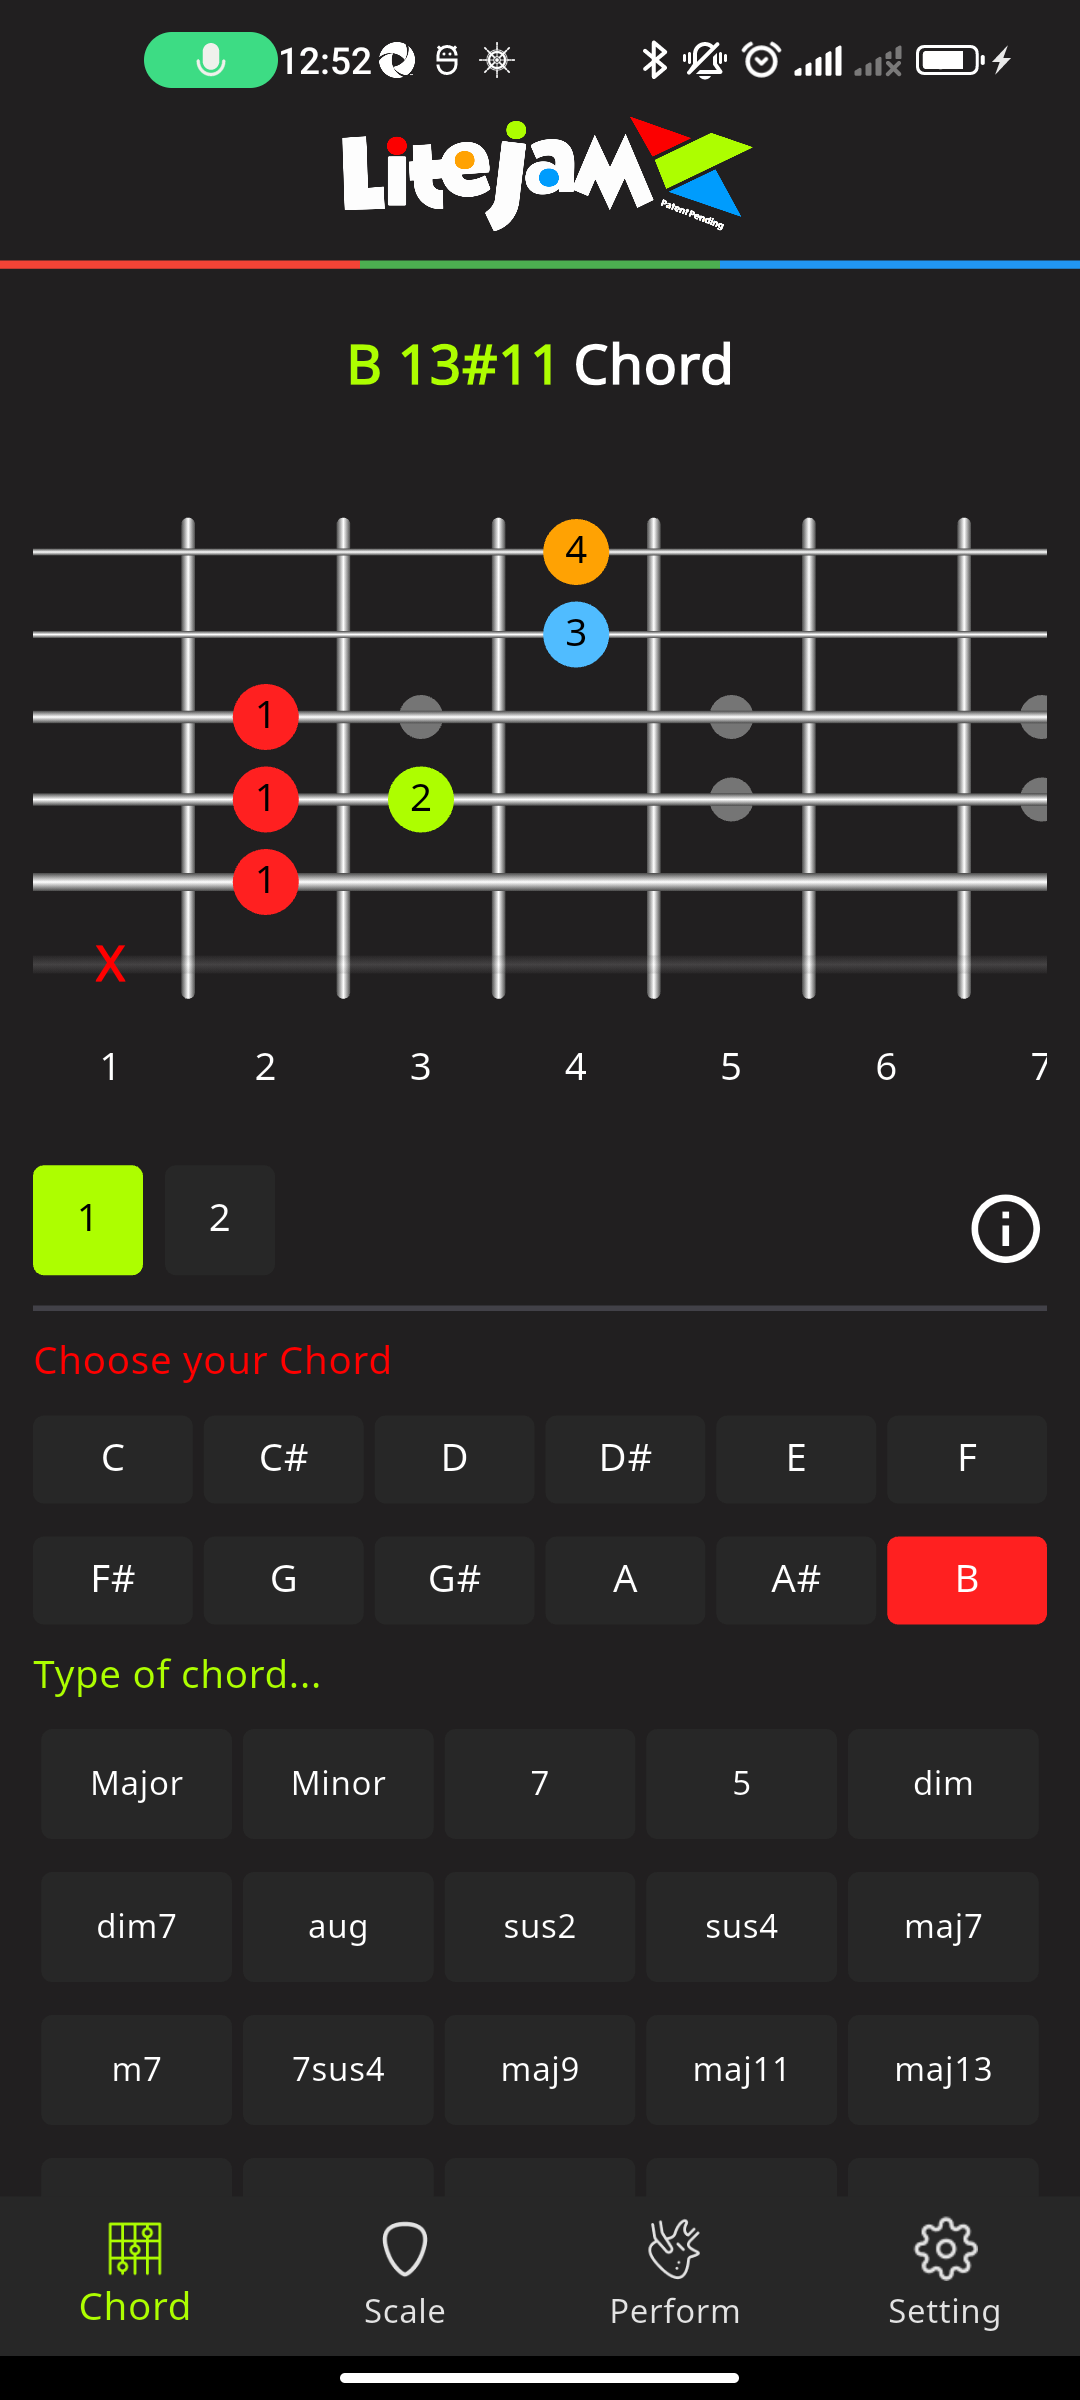 12:52
Litejam
Patent Pending
B 13#11 Chord
4
3
1
1 2
1
X
1 2 3 4 5 6 7
1 2
Choose your Chord
C C# D D# E F
F# G G# A A# B
Type of chord...
Major Minor 7 5 dim
dim7 aug sus2 sus4 maj7
m7 7sus4 maj9 maj11 maj13
Chord Scale Perform Setting